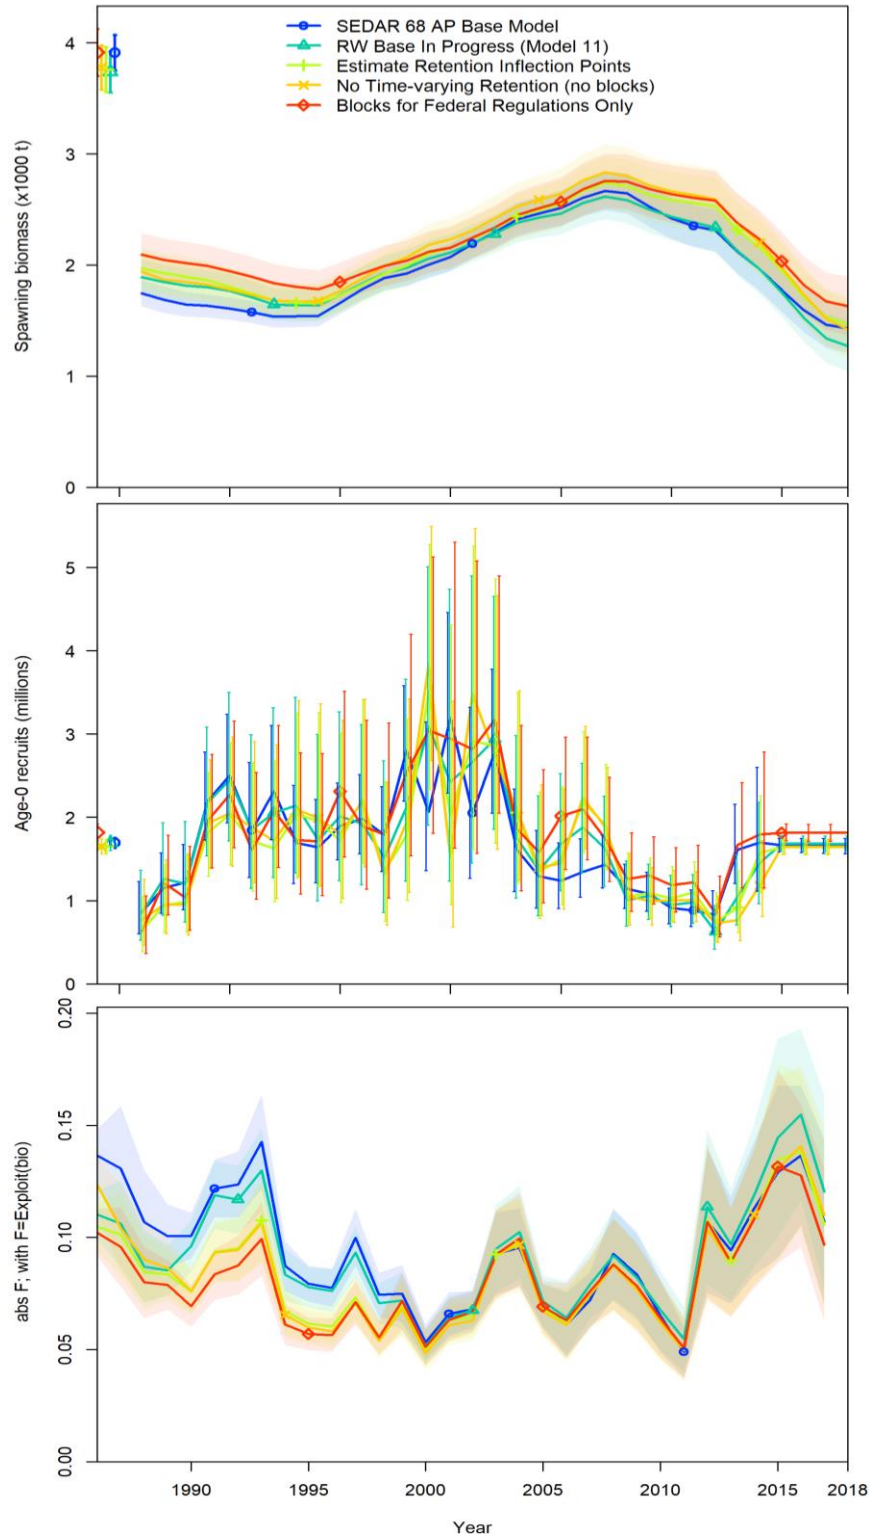 SEDAR 68 AP Base Model
RW Base In Progress (Model 11)
Estimate Retention Inflection Points
No Time-varying Retention (no blocks)
Blocks for Federal Regulations Only
Spawning biomass (x1000 t)
4
3
2
1
0
Age-0 recruits (millions)
5
4
3
2
1
0
abs F; with F=Exploit(bio)
0.20
0.15
0.10
0.05
0.00
1990 1995 2000 2005 2010 2015 2018
Year